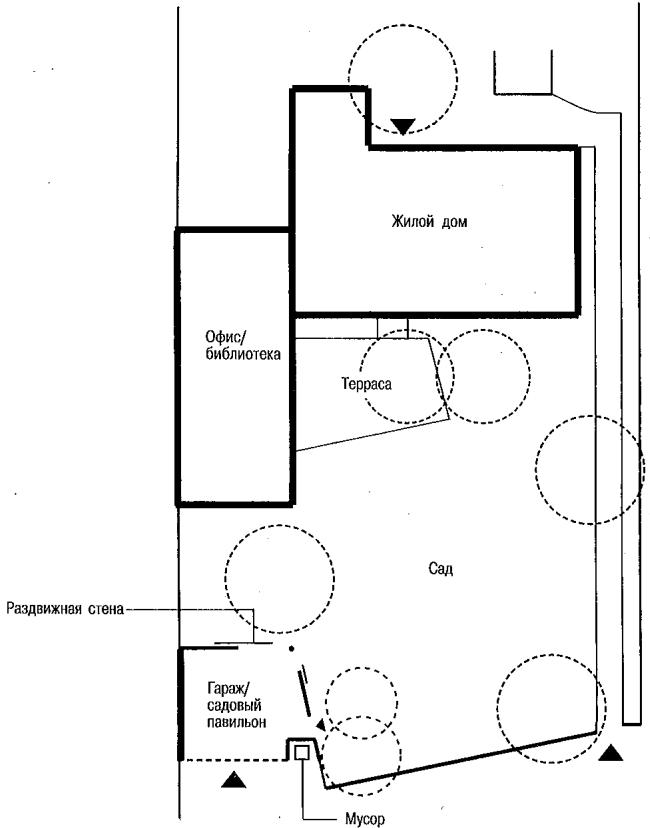 Жилой дом
Офис/
библиотека
Терраса
Сад
Раздвижная стена
Гараж/
садовый
павильон
Мусор